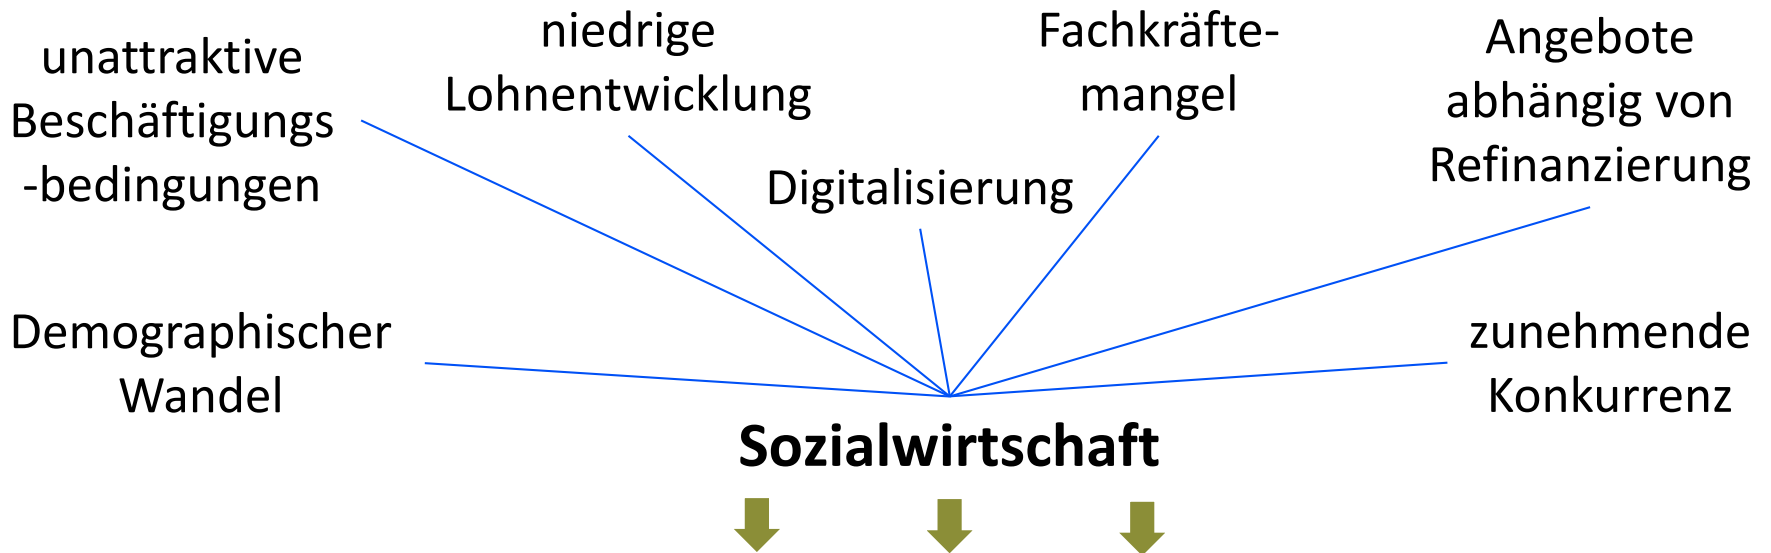 unattraktive
Beschäftigungs
-bedingungen
niedrige
Lohnentwicklung
Digitalisierung
Fachkräfte-
mangel
Angebote
abhängig von
Refinanzierung
Demographischer
Wandel
zunehmende
Konkurrenz
Sozialwirtschaft